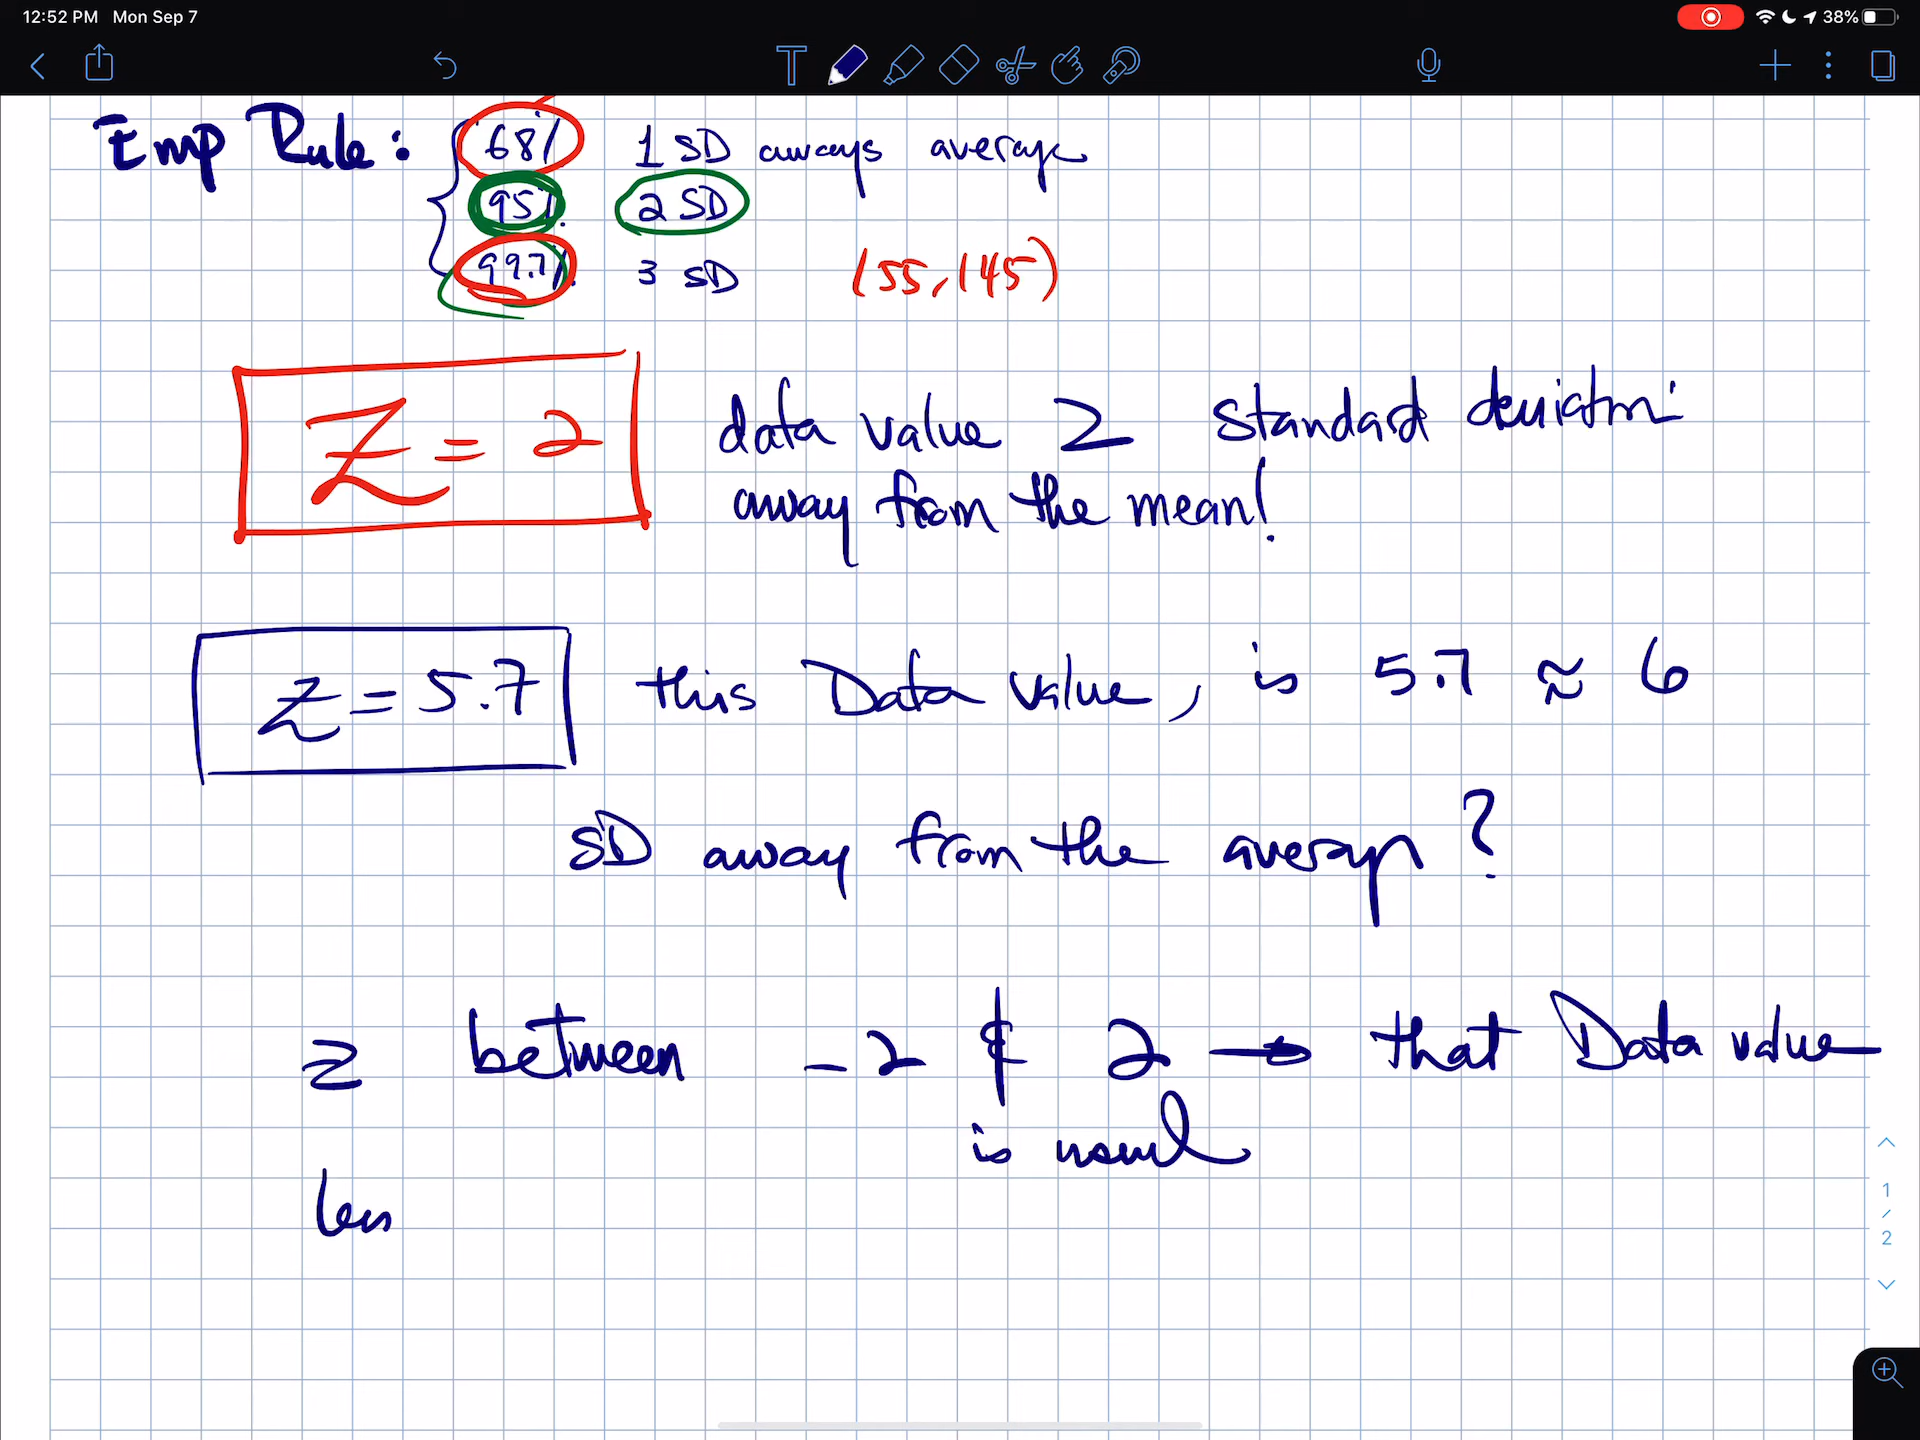 12:52 PM Mon Sep 7
38%
Emp Rule: 68% 1 SD aways average
95% 2 SD
99.7% 3 SD (55, 145)
Z = 2 data value 2 standard deviation
away from the mean!
Z = 5.7 this Data value, is 5.7 ≈ 6
SD away from the average?
z between -2 & 2 → that Data value
is usual
les
1
/
2